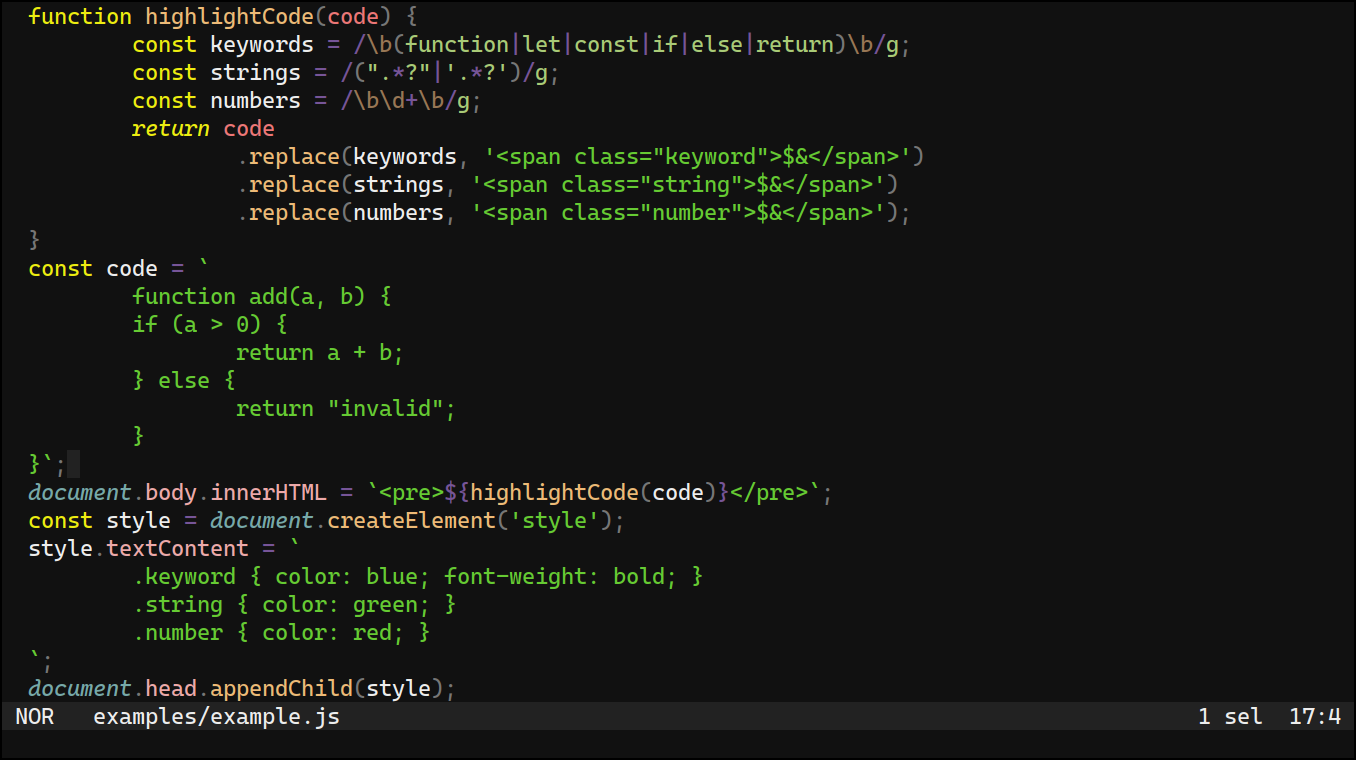 function highlightCode(code) {
        const keywords = /\b(function|let|const|if|else|return)\b/g;
        const strings = /(".*?"|'.*?')/g;
        const numbers = /\b\d+\b/g;
        return code
                .replace(keywords, '<span class="keyword">$&</span>')
                .replace(strings, '<span class="string">$&</span>')
                .replace(numbers, '<span class="number">$&</span>');
}
const code = `
        function add(a, b) {
        if (a > 0) {
                return a + b;
        } else {
                return "invalid";
        }
}`;
document.body.innerHTML = `<pre>${highlightCode(code)}</pre>`;
const style = document.createElement('style');
style.textContent = `
        .keyword { color: blue; font-weight: bold; }
        .string { color: green; }
        .number { color: red; }
`;
document.head.appendChild(style);
NOR   examples/example.js   1 sel  17:4